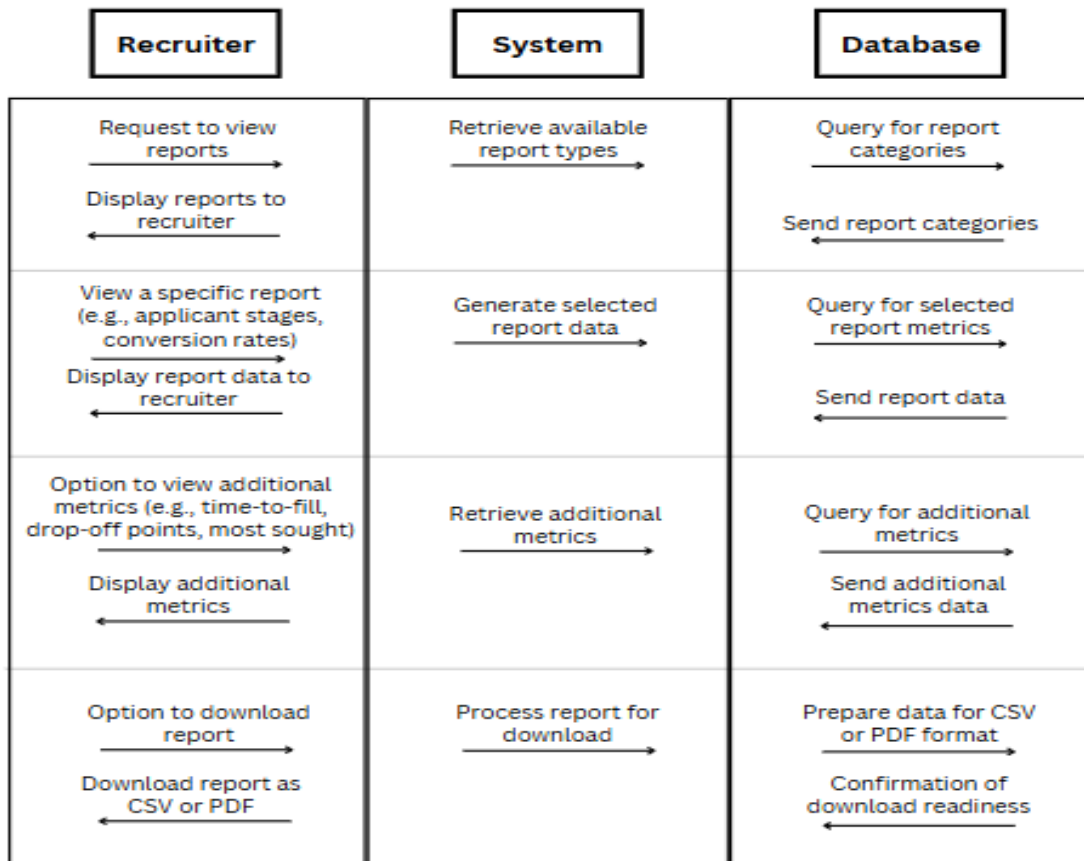 Recruiter
System
Database
Request to view
reports
Display reports to
recruiter
Retrieve available
report types
Query for report
categories
Send report categories
View a specific report
(e.g., applicant stages,
conversion rates)
Display report data to
recruiter
Generate selected
report data
Query for selected
report metrics
Send report data
Option to view additional
metrics (e.g., time-to-fill,
drop-off points, most sought)
Display additional
metrics
Retrieve additional
metrics
Query for additional
metrics
Send additional
metrics data
Option to download
report
Download report as
CSV or PDF
Process report for
download
Prepare data for CSV
or PDF format
Confirmation of
download readiness